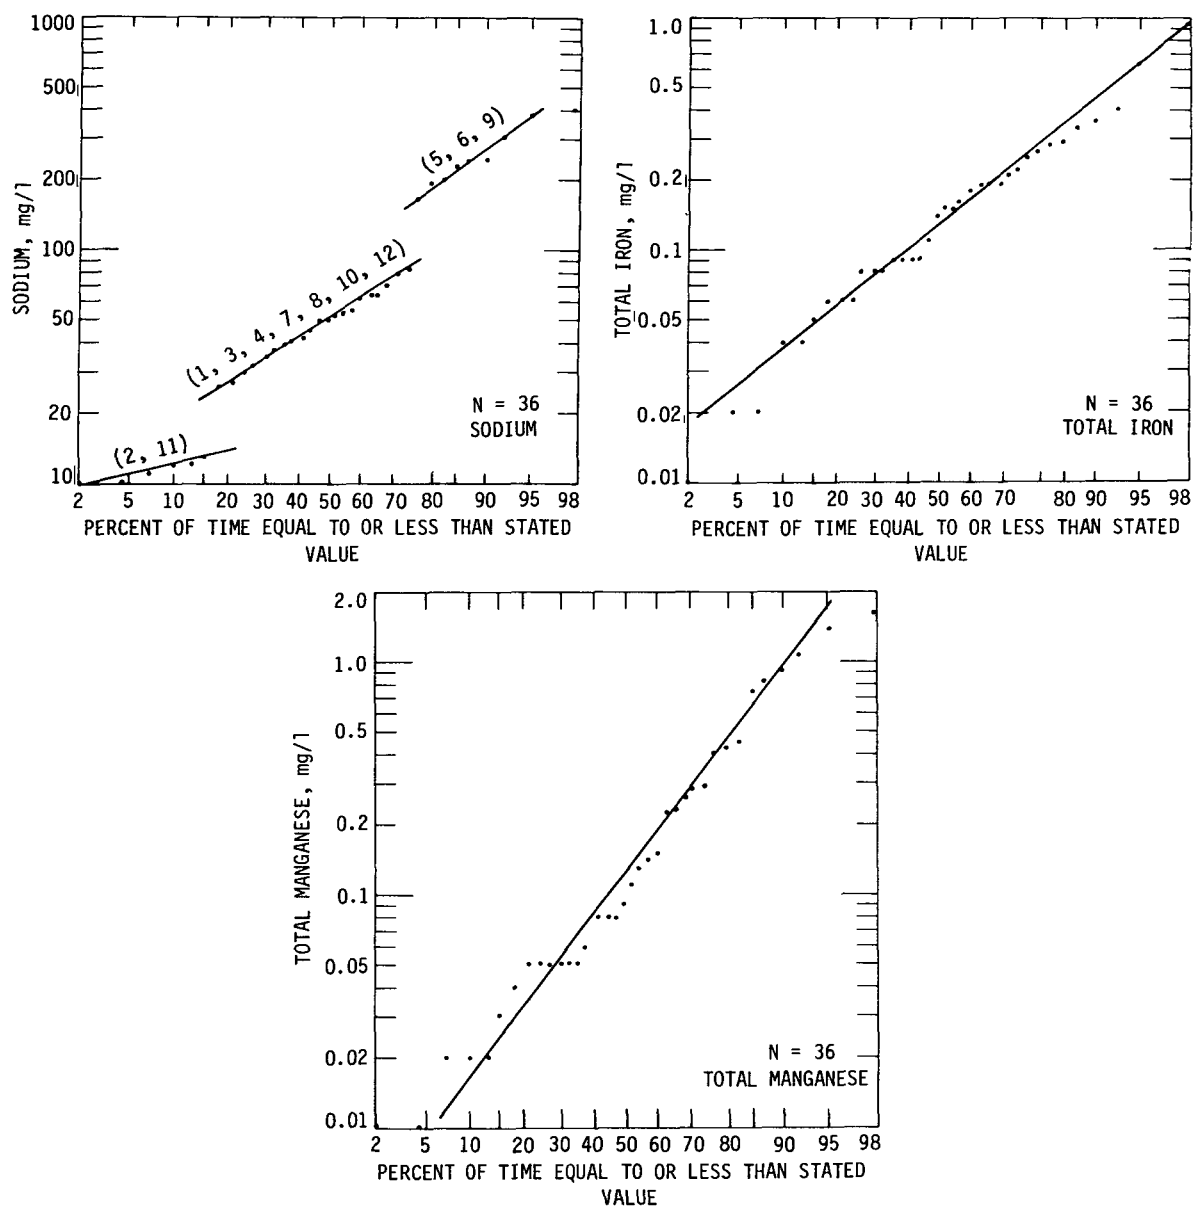 1000
500
200
100
50
20
10
SODIUM, mg/l
(5, 6, 9)
(1, 3, 4, 7, 8, 10, 12)
(2, 11)
N = 36
SODIUM
2 5 10 20 30 40 50 60 70 80 90 98
PERCENT OF TIME EQUAL TO OR LESS THAN STATED
VALUE
1.0
0.5
0.2
0.1
0.05
0.02
0.01
TOTAL IRON, mg/l
N = 36
TOTAL IRON
2 5 10 20 30 40 50 60 70 80 90 95 98
PERCENT OF TIME EQUAL TO OR LESS THAN STATED
VALUE
2.0
1.0
0.5
0.2
0.1
0.05
0.02
0.01
TOTAL MANGANESE, mg/l
N = 36
TOTAL MANGANESE
2 5 10 20 30 40 50 60 70 80 90 95 98
PERCENT OF TIME EQUAL TO OR LESS THAN STATED
VALUE